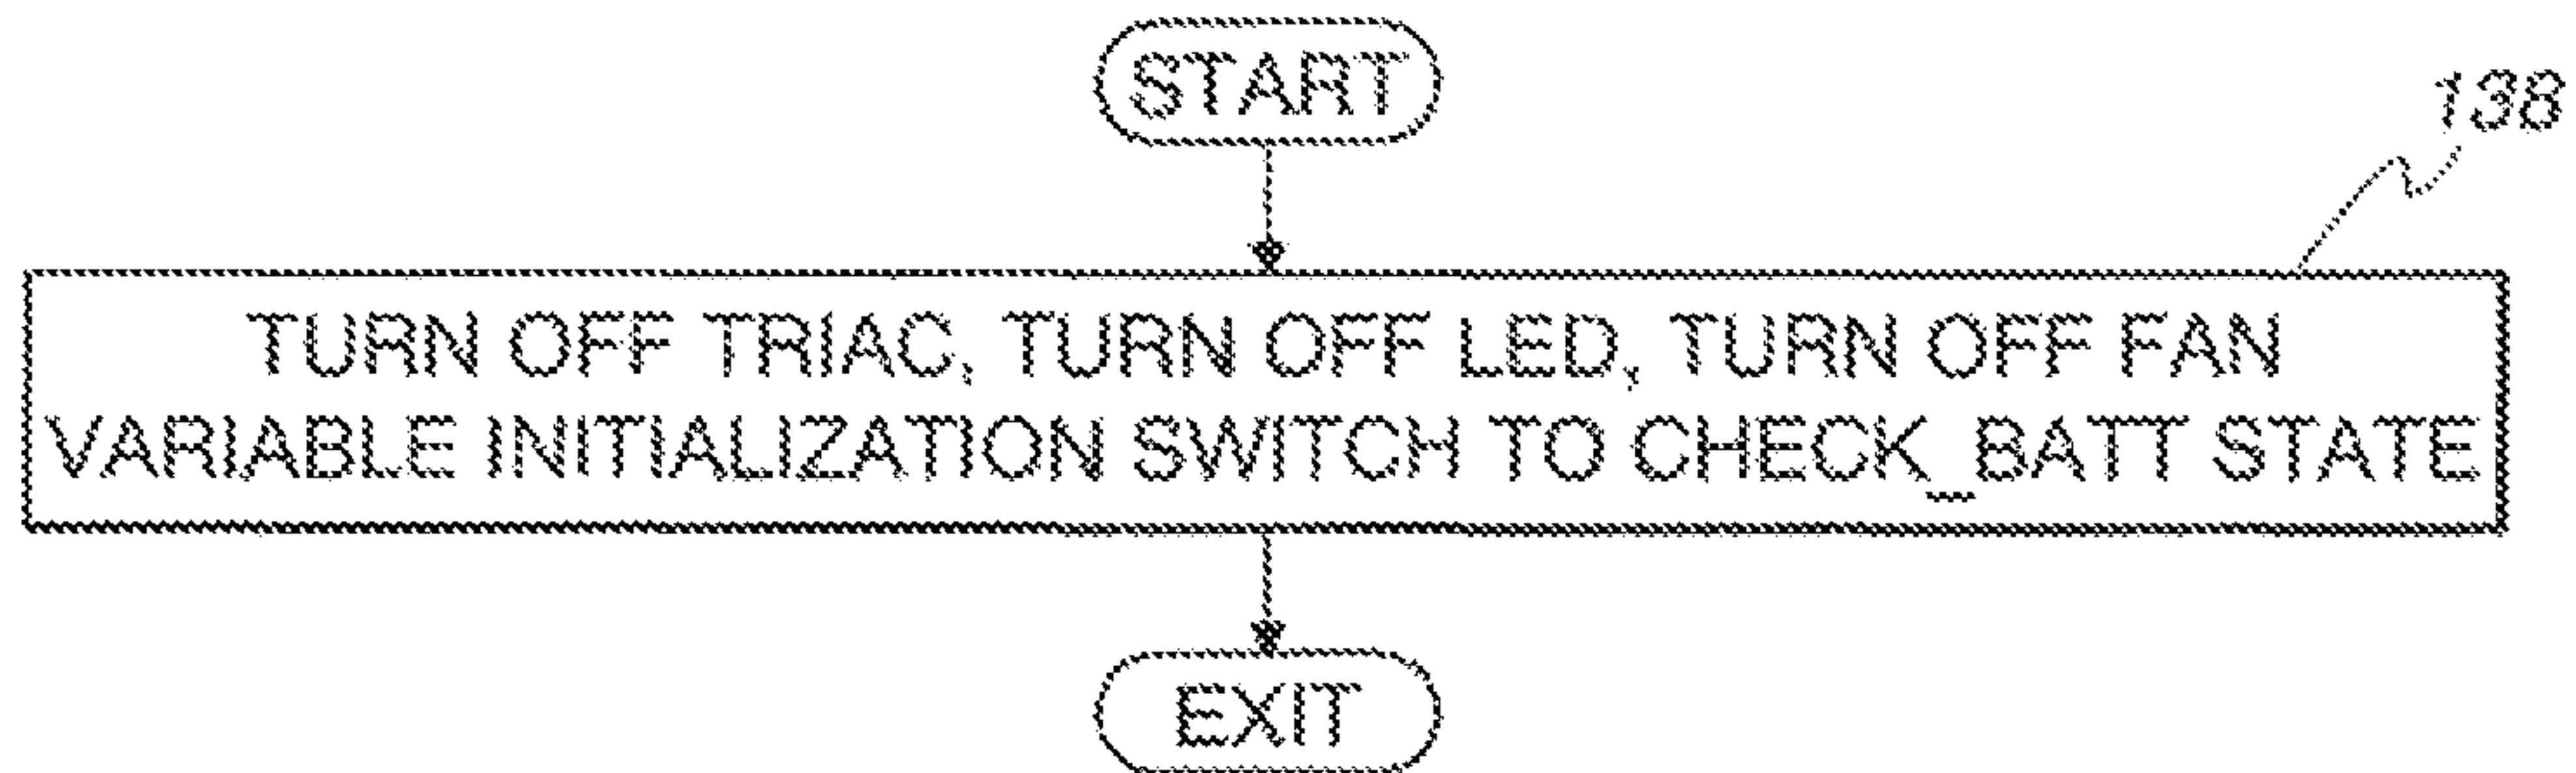 START
138
TURN OFF TRIAC, TURN OFF LED, TURN OFF FAN
VARIABLE INITIALIZATION SWITCH TO CHECK_BATT STATE
EXIT